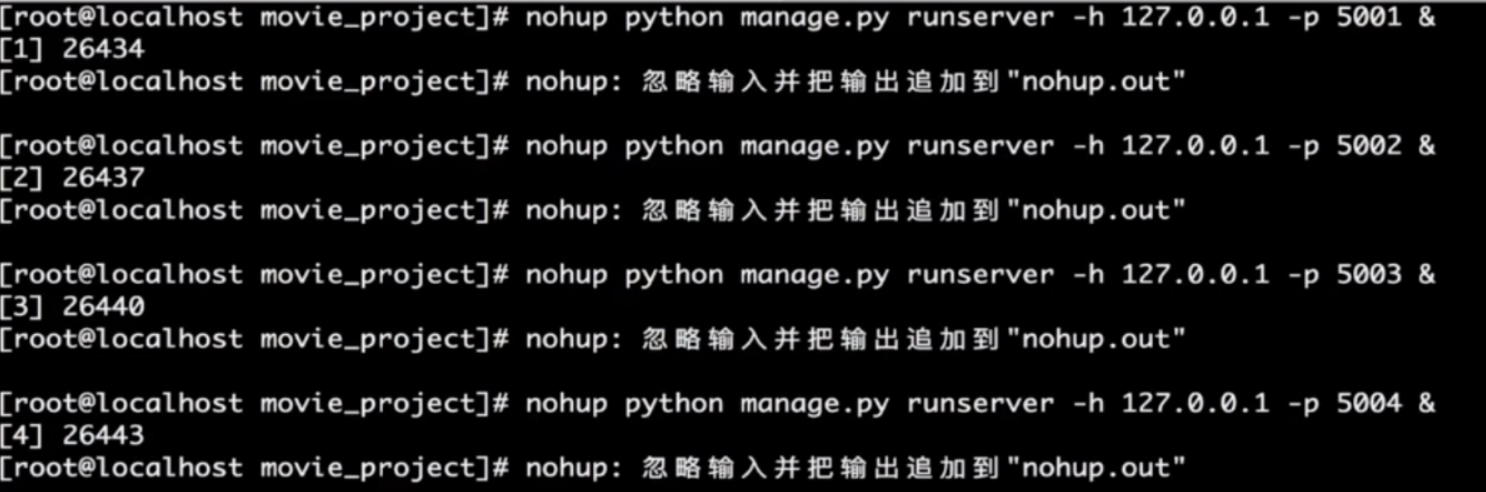 [root@localhost movie_project]# nohup python manage.py runserver -h 127.0.0.1 -p 5001 &
[1] 26434
[root@localhost movie_project]# nohup: 忽略输入并把输出追加到"nohup.out"
[root@localhost movie_project]# nohup python manage.py runserver -h 127.0.0.1 -p 5002 &
[2] 26437
[root@localhost movie_project]# nohup: 忽略输入并把输出追加到"nohup.out"
[root@localhost movie_project]# nohup python manage.py runserver -h 127.0.0.1 -p 5003 &
[3] 26440
[root@localhost movie_project]# nohup: 忽略输入并把输出追加到"nohup.out"
[root@localhost movie_project]# nohup python manage.py runserver -h 127.0.0.1 -p 5004 &
[4] 26443
[root@localhost movie_project]# nohup: 忽略输入并把输出追加到"nohup.out"